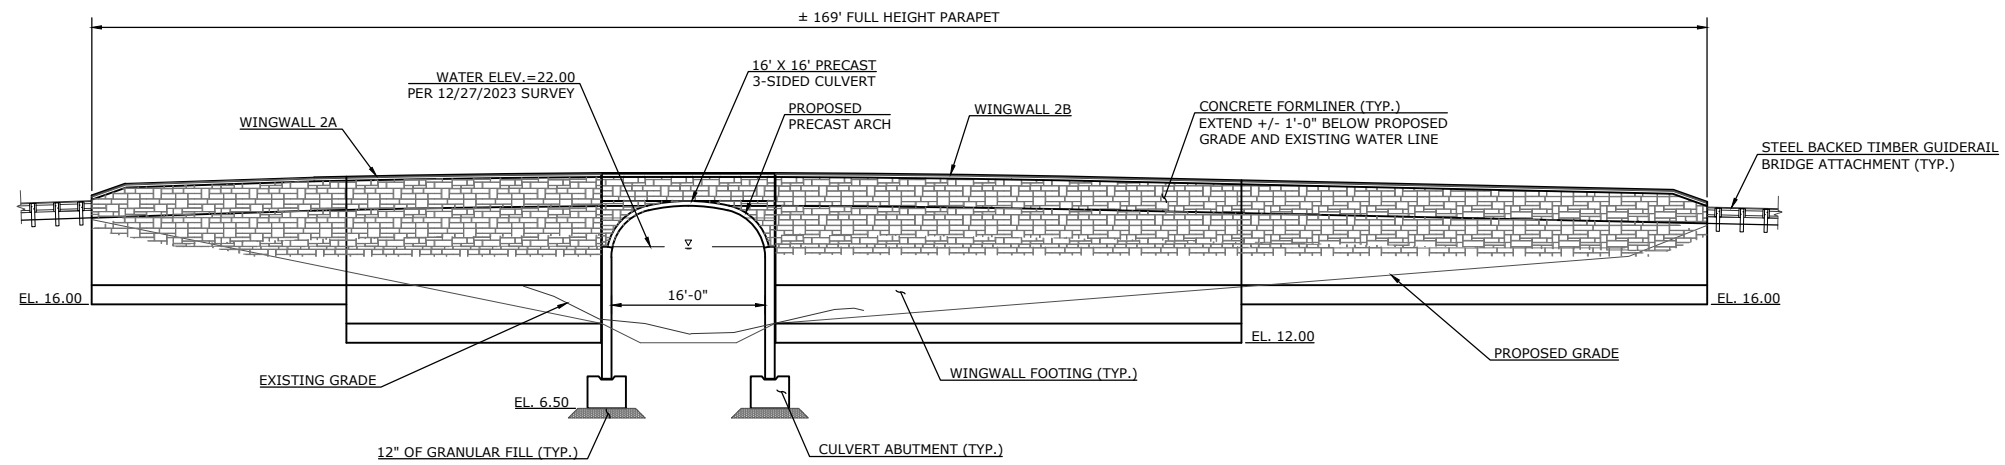 ± 169' FULL HEIGHT PARAPET
WATER ELEV.=22.00
PER 12/27/2023 SURVEY
16' X 16' PRECAST
3-SIDED CULVERT
PROPOSED
PRECAST ARCH
WINGWALL 2A
WINGWALL 2B
CONCRETE FORMLINER (TYP.)
EXTEND +/- 1'-0" BELOW PROPOSED
GRADE AND EXISTING WATER LINE
STEEL BACKED TIMBER GUIDERAIL
BRIDGE ATTACHMENT (TYP.)
EL. 16.00
16'-0"
EL. 16.00
EL. 12.00
PROPOSED GRADE
EXISTING GRADE
WINGWALL FOOTING (TYP.)
EL. 6.50
12" OF GRANULAR FILL (TYP.)
CULVERT ABUTMENT (TYP.)